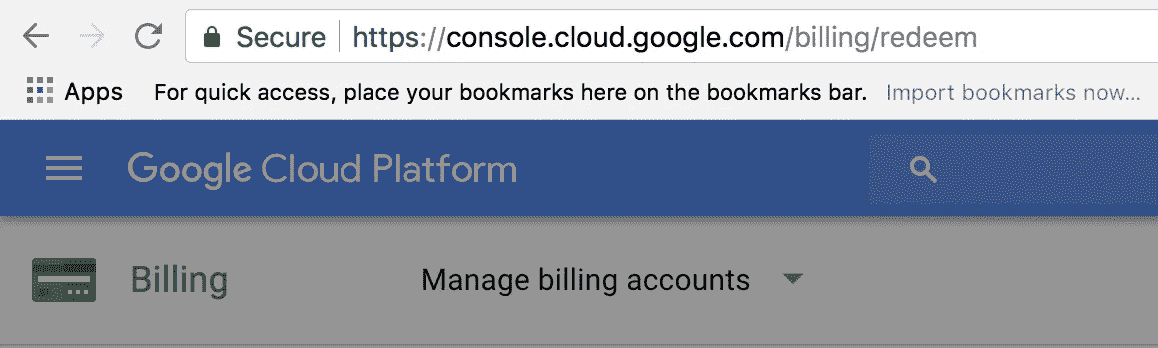 Secure https://console.cloud.google.com/billing/redeem
Apps For quick access, place your bookmarks here on the bookmarks bar. Import bookmarks now...
Google Cloud Platform
Billing Manage billing accounts